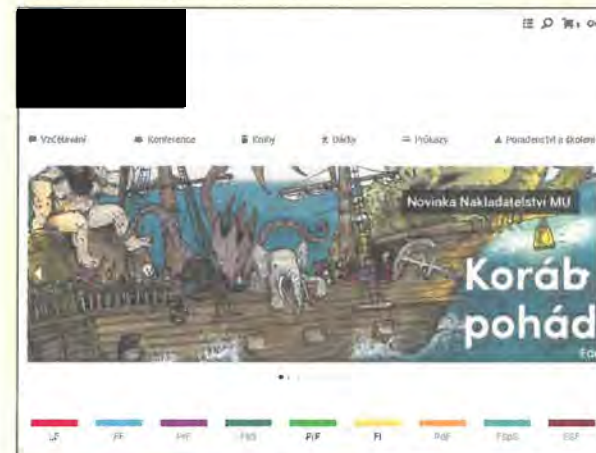 Vzdělávání Konference Knihy Dárky Průkazy Poradenství a školení
Novinka Nakladatelství MU
Koráb
pohád
LF FF PrF FSS PřF FI PdF FSpS ESF